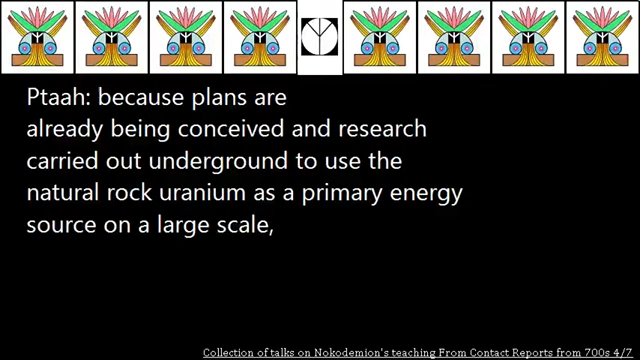 Ptaah: because plans are
already being conceived and research
carried out underground to use the
natural rock uranium as a primary energy
source on a large scale,
Collection of talks on Nokodemion's teaching From Contact Reports from 700s 4/7